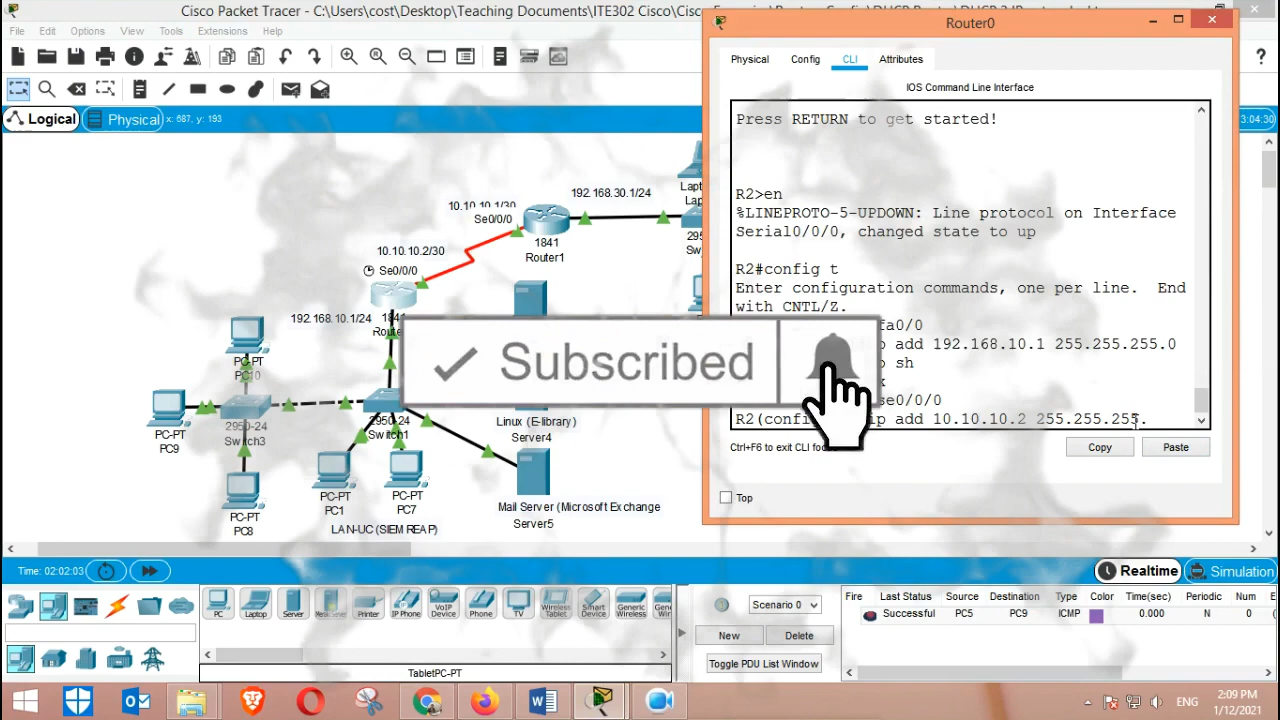 Cisco Packet Tracer - C:\Users\cost\Desktop\Teaching Documents\ITE302 Cisco\Cisc
Router0
File Edit Options View Tools Extensions Help
Physical Config CLI Attributes
IOS Command Line Interface
Logical Physical x: 687, y: 193
3:04:30
Press RETURN to get started!
R2>en
%LINEPROTO-5-UPDOWN: Line protocol on Interface
Serial0/0/0, changed state to up
R2#config t
Enter configuration commands, one per line. End
with CNTL/Z.
fa0/0
add 192.168.10.1 255.255.255.0
sh
se0/0/0
ip add 10.10.10.2 255.255.255.
Ctrl+F6 to exit CLI
Copy
Paste
Top
192.168.30.1/24
10.10.10.1/30
Se0/0/0
1841
Router1
10.10.10.2/30
Se0/0/0
192.168.10.1/24
PC-PT
PC10
PC-PT
PC9
2950-24
Switch3
2950-24
Switch1
PC-PT
PC8
PC-PT
PC1
PC-PT
PC7
LAN-UC (SIEM REAP)
Linux (E-library)
Server4
Mail Server (Microsoft Exchange
Server5
Subscribed
Time: 02:02:03
Realtime
Simulation
PC
Laptop
Server
Printer
IP Phone
VoIP Device
Phone
TV
Wireless Tablet
Smart Device
Generic Wireless
TabletPC-PT
Scenario 0
New
Delete
Toggle PDU List Window
Fire Last Status Source Destination Type Color Time(sec) Periodic Num
Successful PC5 PC9 ICMP 0.000 N 0
ENG
2:09 PM
1/12/2021